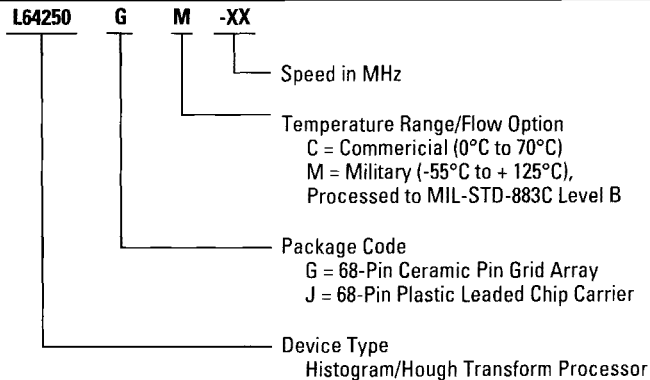 L64250 G M -XX
Speed in MHz
Temperature Range/Flow Option
C = Commericial (0°C to 70°C)
M = Military (-55°C to + 125°C),
Processed to MIL-STD-883C Level B
Package Code
G = 68-Pin Ceramic Pin Grid Array
J = 68-Pin Plastic Leaded Chip Carrier
Device Type
Histogram/Hough Transform Processor